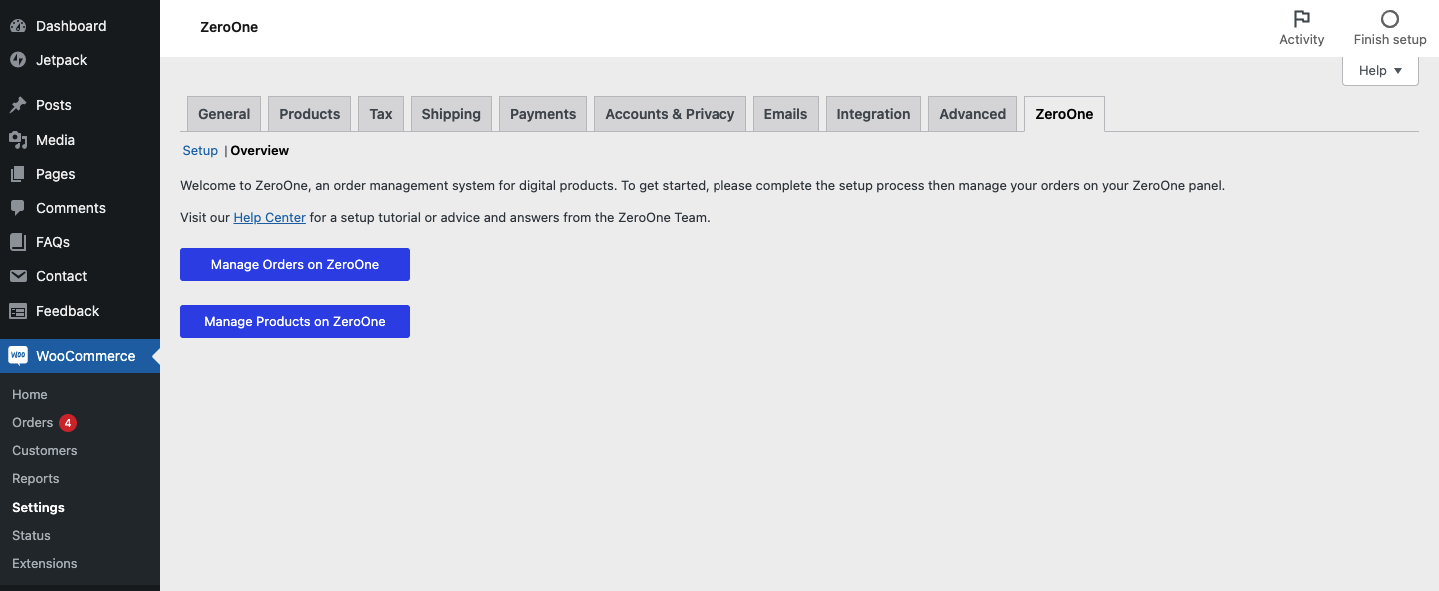 Dashboard
Jetpack
Posts
Media
Pages
Comments
FAQs
Contact
Feedback
WOO WooCommerce
Home
Orders 4
Customers
Reports
Settings
Status
Extensions
ZeroOne
Activity Finish setup
Help
General Products Tax Shipping Payments Accounts & Privacy Emails Integration Advanced ZeroOne
Setup | Overview
Welcome to ZeroOne, an order management system for digital products. To get started, please complete the setup process then manage your orders on your ZeroOne panel.
Visit our Help Center for a setup tutorial or advice and answers from the ZeroOne Team.
Manage Orders on ZeroOne
Manage Products on ZeroOne